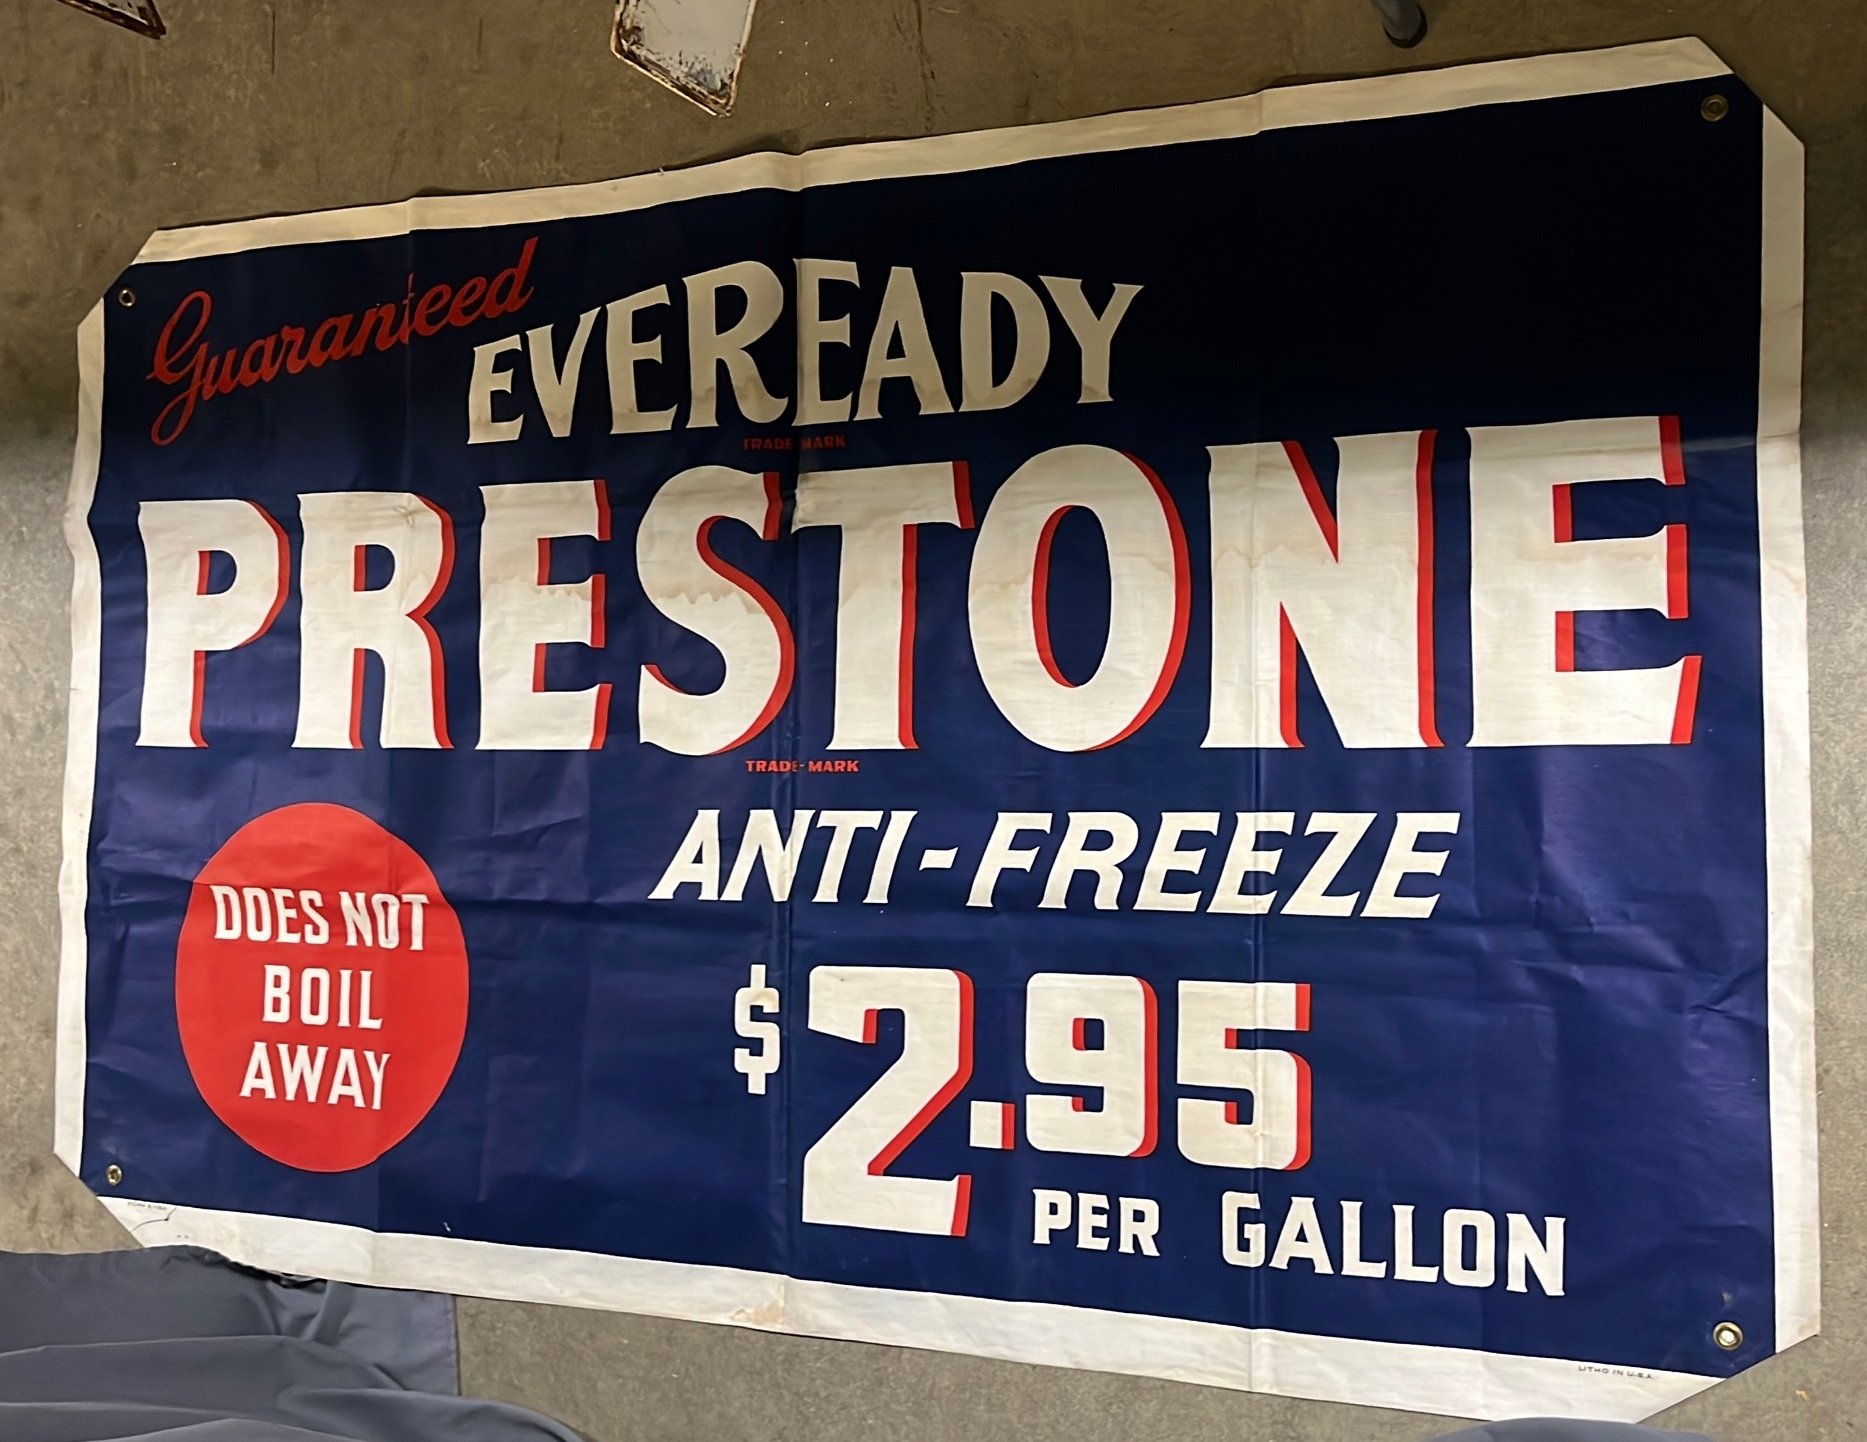 Guaranteed
EVEREADY
TRADE MARK
PRESTONE
TRADE-MARK
ANTI-FREEZE
DOES NOT
BOIL
AWAY
$2.95
PER GALLON
LITHO IN U.S.A.